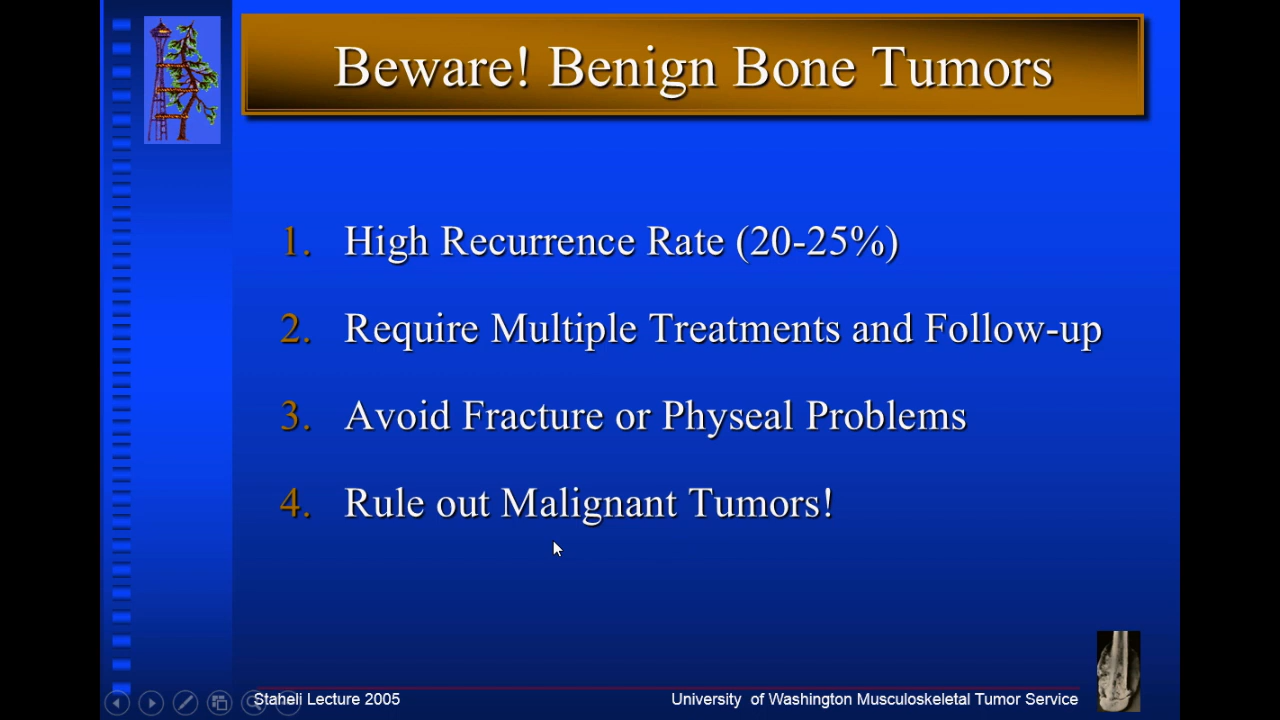 Beware! Benign Bone Tumors
1. High Recurrence Rate (20-25%)
2. Require Multiple Treatments and Follow-up
3. Avoid Fracture or Physeal Problems
4. Rule out Malignant Tumors!
Staheli Lecture 2005
University of Washington Musculoskeletal Tumor Service